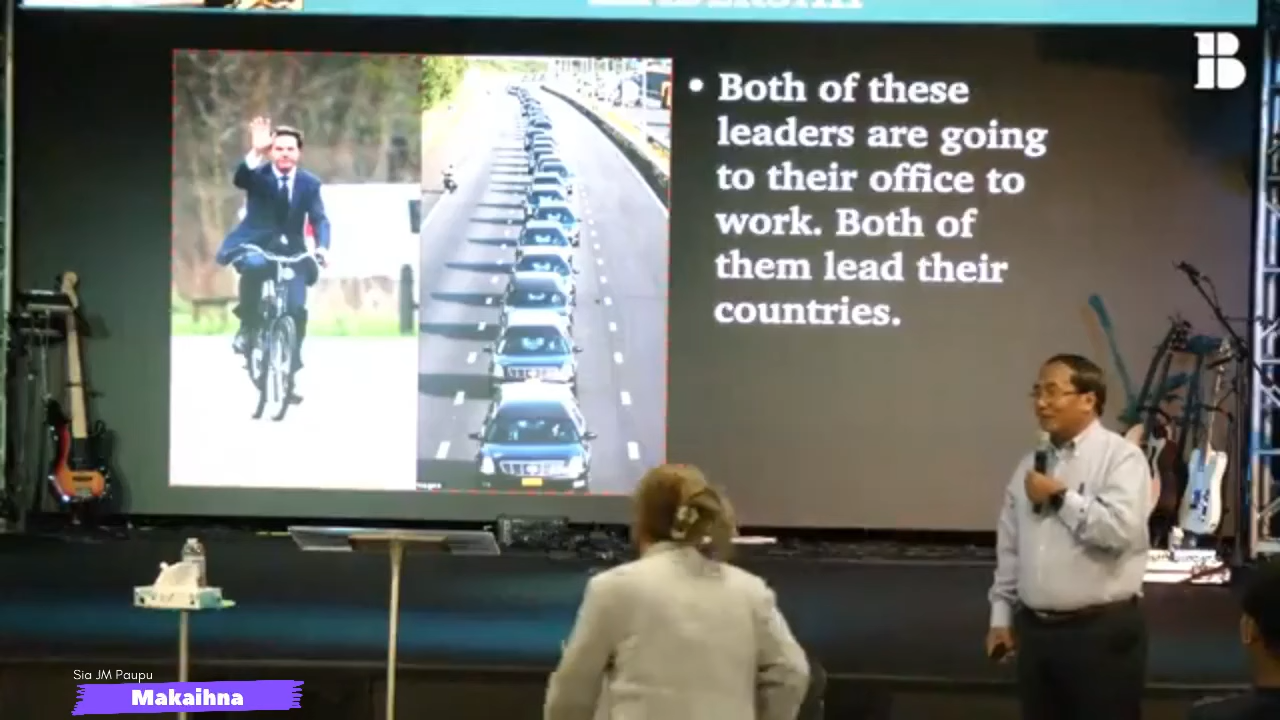 • Both of these
leaders are going
to their office to
work. Both of
them lead their
countries.
Sia JM Paupu
Makaihna